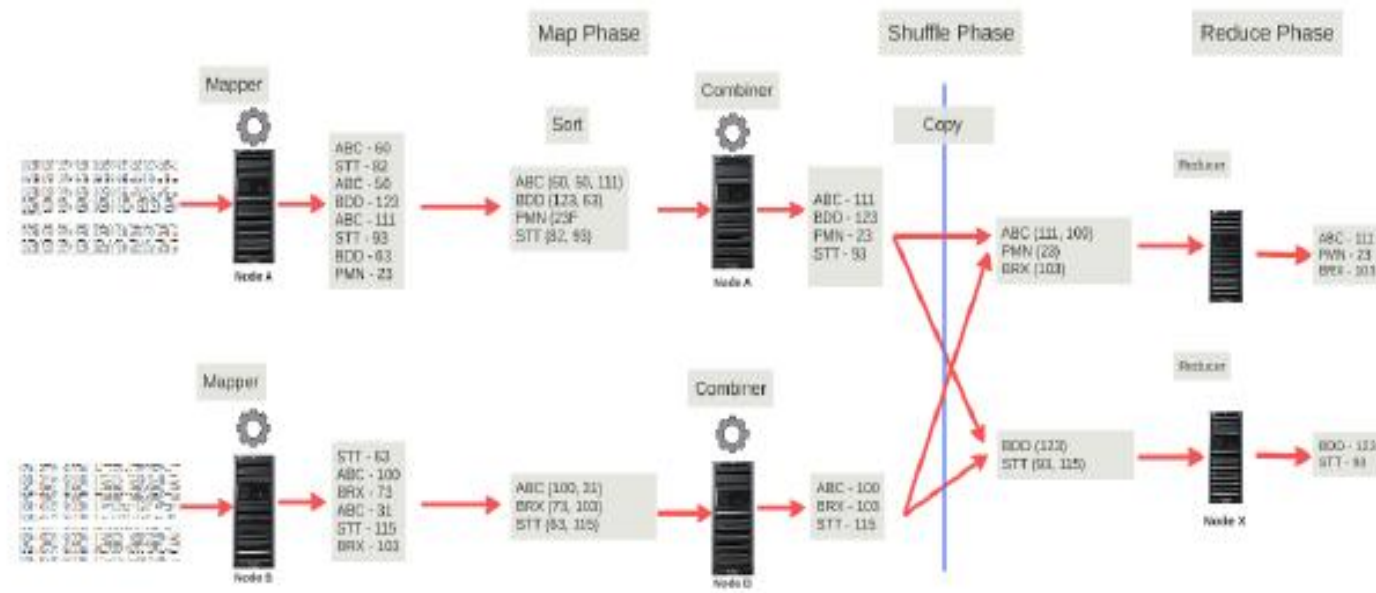 Map Phase
Shuffle Phase
Reduce Phase
Mapper
Combiner
Sort
Copy
Reducer
ABC - 60
STT - 82
ABC - 50
BDD - 123
ABC - 111
STT - 93
BDD - 63
PMN - 23
ABC (60, 50, 111)
BDD (123, 63)
PMN (23F
STT (82, 93)
ABC - 111
BDD - 123
PMN - 23
STT - 93
ABC (111, 100)
PMN (23)
BRX (103)
ABC - 111
PMN - 23
BRX - 103
Node A
Node A
Mapper
Combiner
Reducer
STT - 63
ABC - 100
BRX - 73
ABC - 31
STT - 115
BRX - 103
ABC (100, 31)
BRX (73, 103)
STT (63, 115)
ABC - 100
BRX - 103
STT - 115
BDD (123)
STT (93, 115)
BDD - 123
STT - 93
Node X
Node B